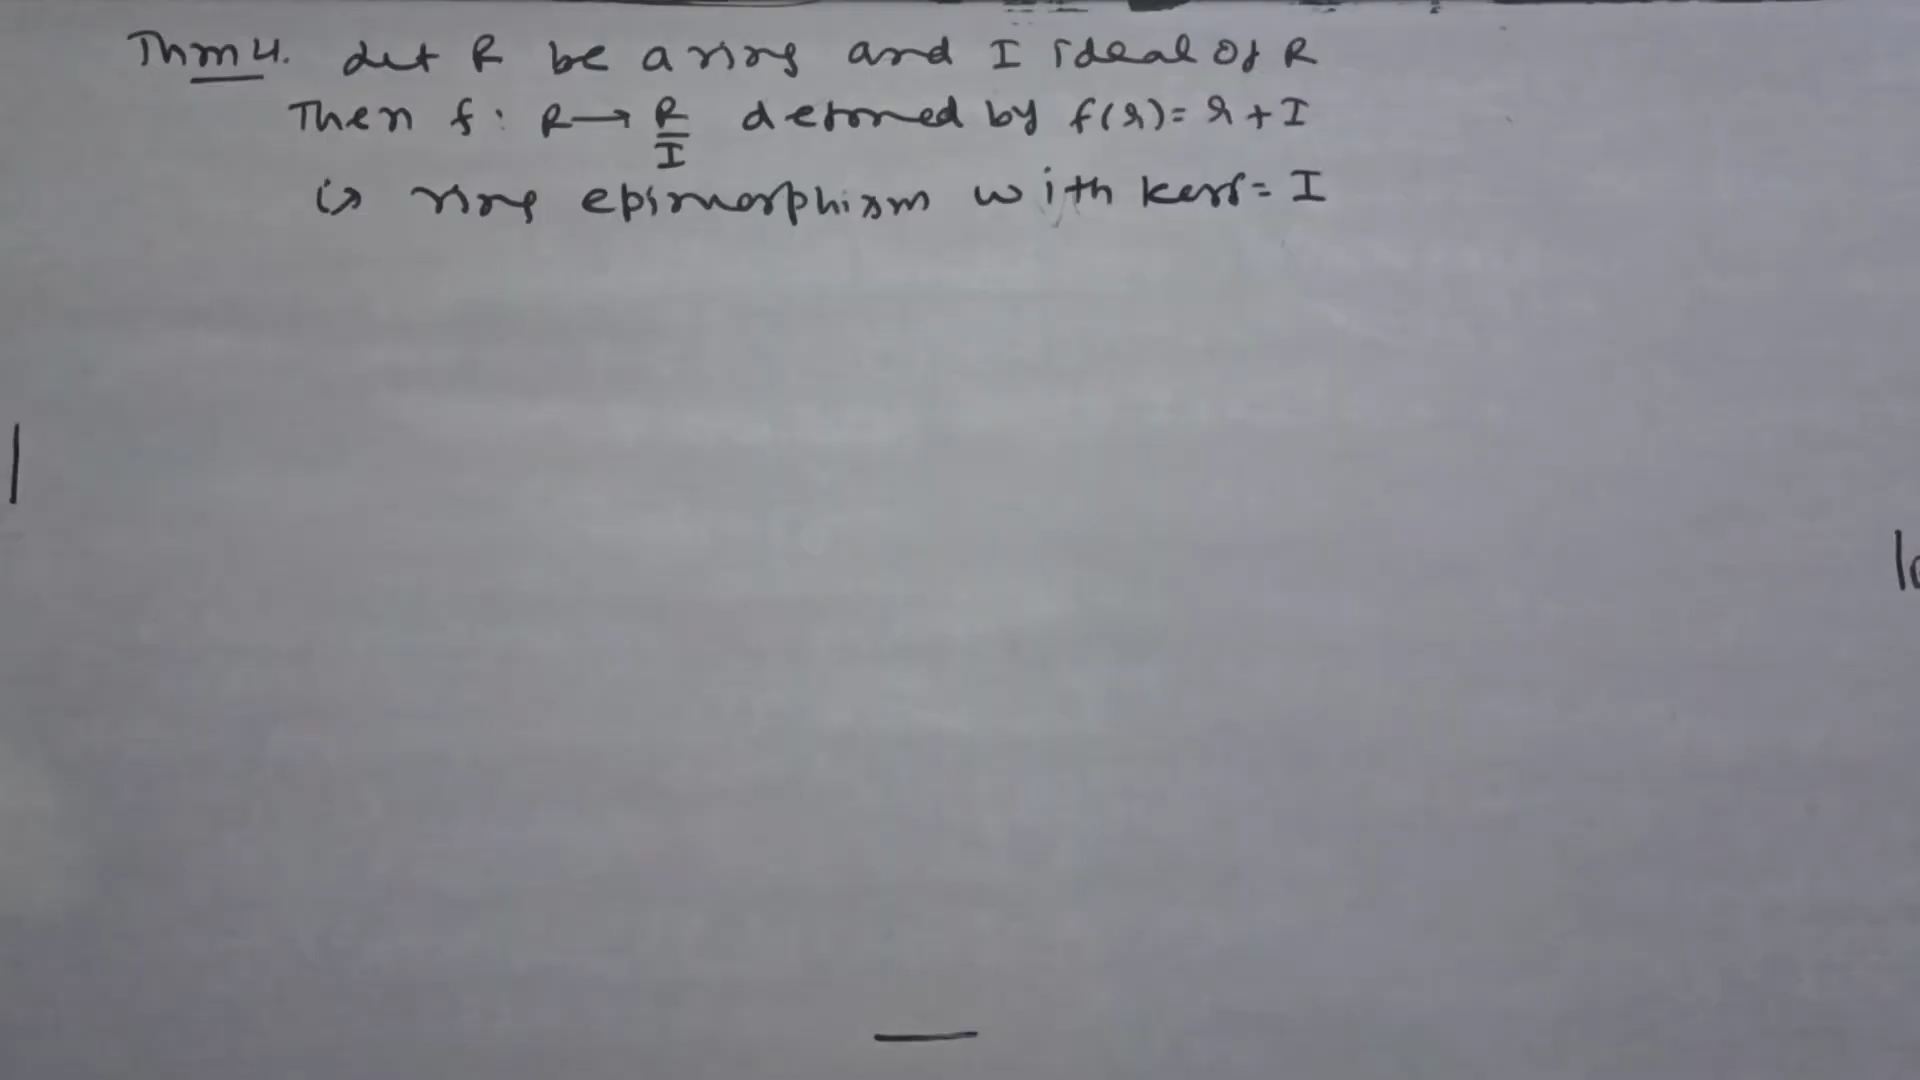 Thm 4. Let R be a ring and I ideal of R
Then f: R → R/I defined by f(r) = r + I
is ring epimorphism with kerf = I